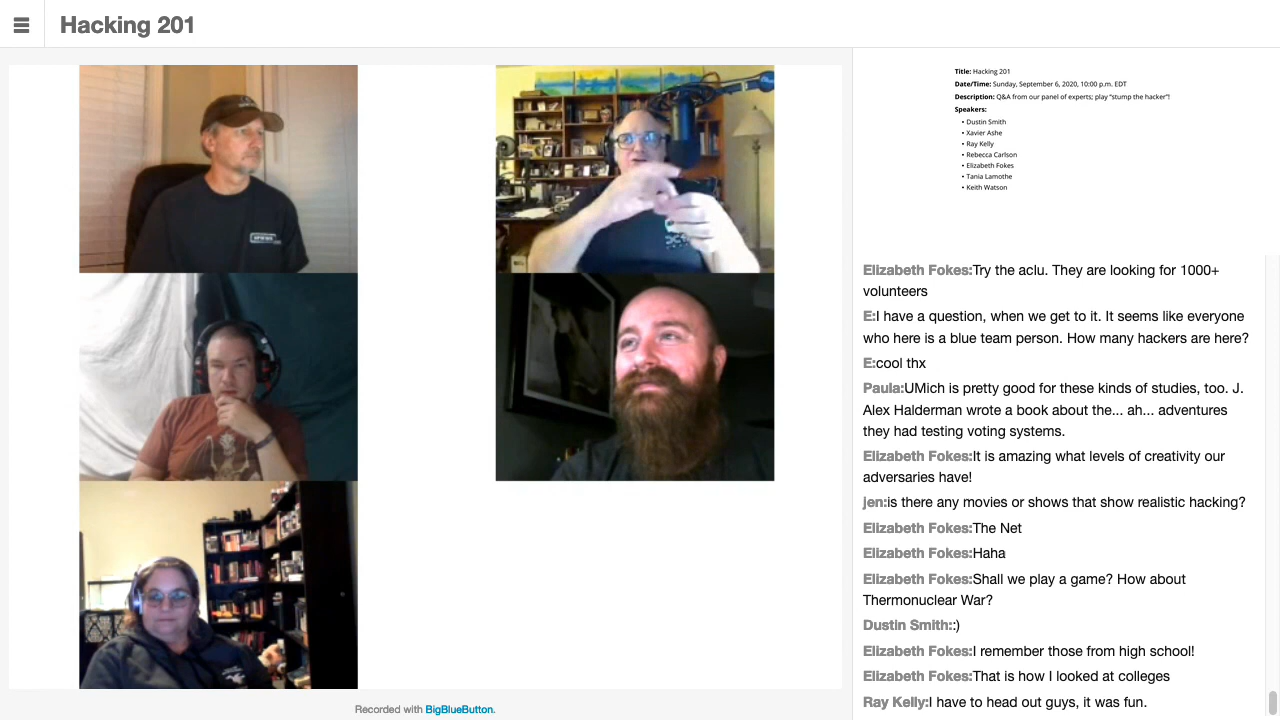 Hacking 201
Title: Hacking 201
Date/Time: Sunday, September 6, 2020, 10:00 p.m. EDT
Description: Q&A from our panel of experts; play “stump the hacker”!
Speakers:
• Dustin Smith
• Xavier Ashe
• Ray Kelly
• Rebecca Carlson
• Elizabeth Fokes
• Tania Lamothe
• Keith Watson
Elizabeth Fokes:Try the aclu. They are looking for 1000+
volunteers
E:I have a question, when we get to it. It seems like everyone
who here is a blue team person. How many hackers are here?
E:cool thx
Paula:UMich is pretty good for these kinds of studies, too. J.
Alex Halderman wrote a book about the... ah... adventures
they had testing voting systems.
Elizabeth Fokes:It is amazing what levels of creativity our
adversaries have!
jen:is there any movies or shows that show realistic hacking?
Elizabeth Fokes:The Net
Elizabeth Fokes:Haha
Elizabeth Fokes:Shall we play a game? How about
Thermonuclear War?
Dustin Smith::)
Elizabeth Fokes:I remember those from high school!
Elizabeth Fokes:That is how I looked at colleges
Ray Kelly:I have to head out guys, it was fun.
Recorded with BigBlueButton.